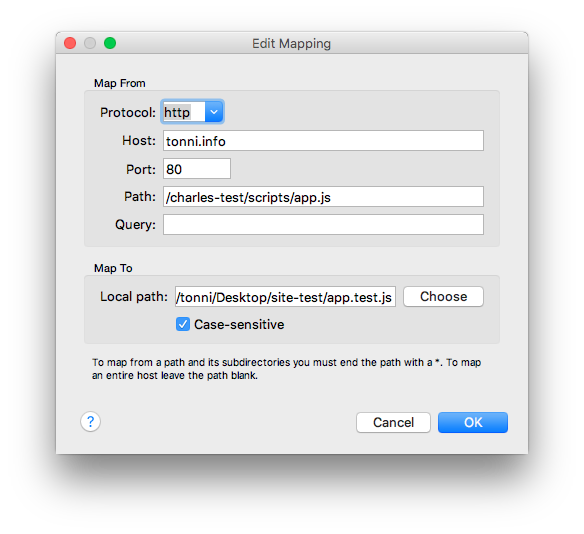 Edit Mapping
Map From
Protocol: http
Host: tonni.info
Port: 80
Path: /charles-test/scripts/app.js
Query:
Map To
Local path: /tonni/Desktop/site-test/app.test.js Choose
Case-sensitive
To map from a path and its subdirectories you must end the path with a *. To map
an entire host leave the path blank.
? Cancel OK